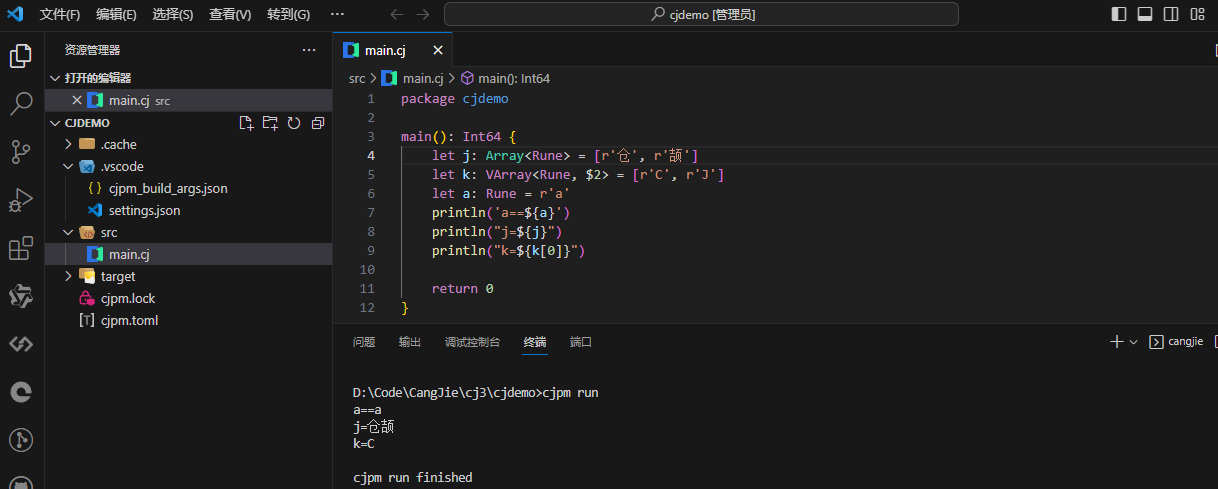 文件(F) 编辑(E) 选择(S) 查看(V) 转到(G) ··· cjdemo [管理员]
资源管理器 ···
打开的编辑器
main.cj src
CJDEMO
.cache
.vscode
{} cjpm_build_args.json
settings.json
src
main.cj
target
cjpm.lock
[T] cjpm.toml
main.cj
src > main.cj > main(): Int64
1 package cjdemo
2
3 main(): Int64 {
4 let j: Array<Rune> = [r'仓', r'颉']
5 let k: VArray<Rune, $2> = [r'C', r'J']
6 let a: Rune = r'a'
7 println('a==${a}')
8 println("j=${j}")
9 println("k=${k[0]}")
10
11 return 0
12 }
问题 输出 调试控制台 终端 端口 cangjie
D:\Code\CangJie\cj3\cjdemo>cjpm run
a==a
j=仓颉
k=C
cjpm run finished